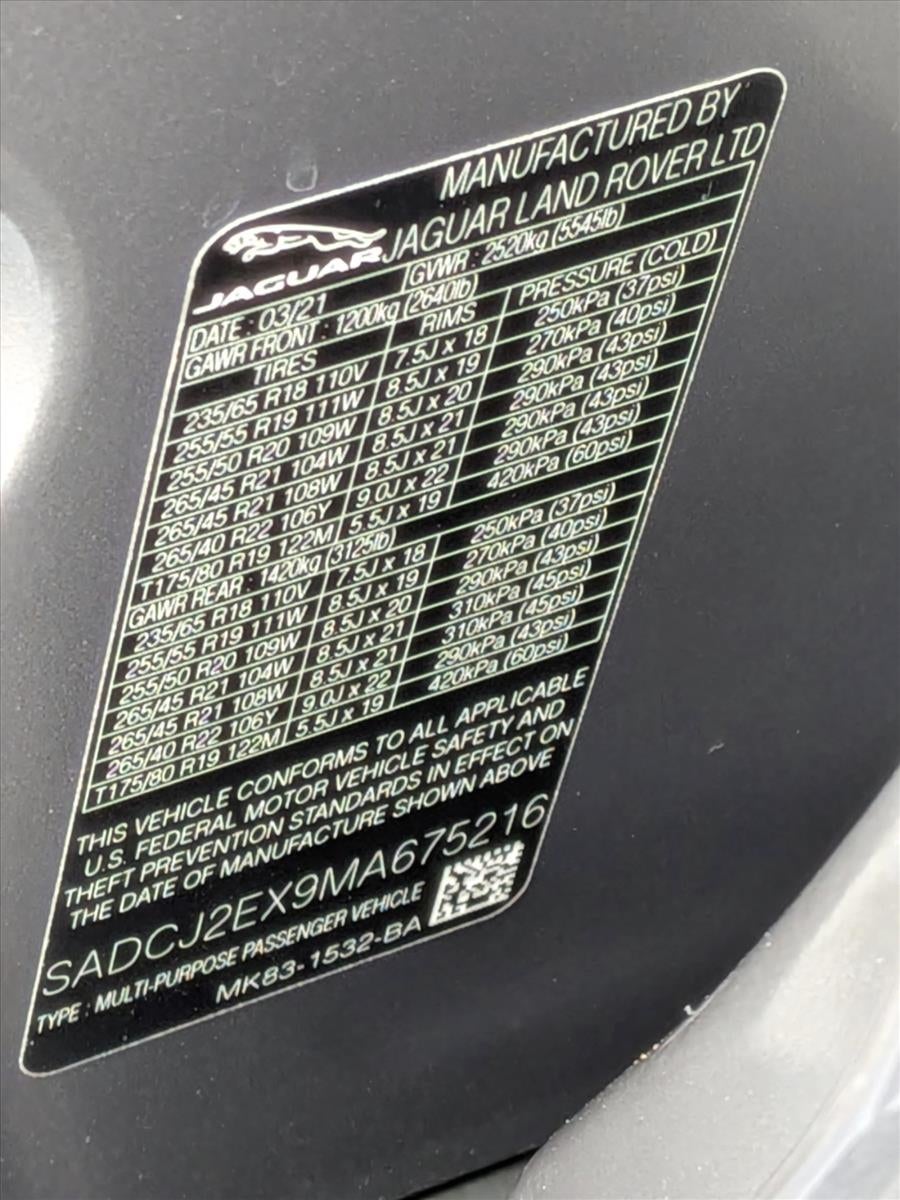 MANUFACTURED BY
JAGUAR JAGUAR LAND ROVER LTD
DATE : 03/21 GVWR : 2520kg (5545lb)
GAWR FRONT : 1200kg (2640lb)
TIRES RIMS PRESSURE (COLD)
235/65 R18 110V 7.5J x 18 250kPa (37psi)
255/55 R19 111W 8.5J x 19 270kPa (40psi)
255/50 R20 109W 8.5J x 20 290kPa (43psi)
265/45 R21 104W 8.5J x 21 290kPa (43psi)
265/45 R21 108W 8.5J x 21 290kPa (43psi)
265/40 R22 106Y 9.0J x 22 290kPa (43psi)
T175/80 R19 122M 5.5J x 19 420kPa (60psi)
GAWR REAR : 1420kg (3125lb)
235/65 R18 110V 7.5J x 18 250kPa (37psi)
255/55 R19 111W 8.5J x 19 270kPa (40psi)
255/50 R20 109W 8.5J x 20 290kPa (43psi)
265/45 R21 104W 8.5J x 21 310kPa (45psi)
265/45 R21 108W 8.5J x 21 310kPa (45psi)
265/40 R22 106Y 9.0J x 22 290kPa (43psi)
T175/80 R19 122M 5.5J x 19 420kPa (60psi)
THIS VEHICLE CONFORMS TO ALL APPLICABLE
U.S. FEDERAL MOTOR VEHICLE SAFETY AND
THEFT PREVENTION STANDARDS IN EFFECT ON
THE DATE OF MANUFACTURE SHOWN ABOVE
SADCJ2EX9MA675216
TYPE : MULTI-PURPOSE PASSENGER VEHICLE
MK83-1532-BA